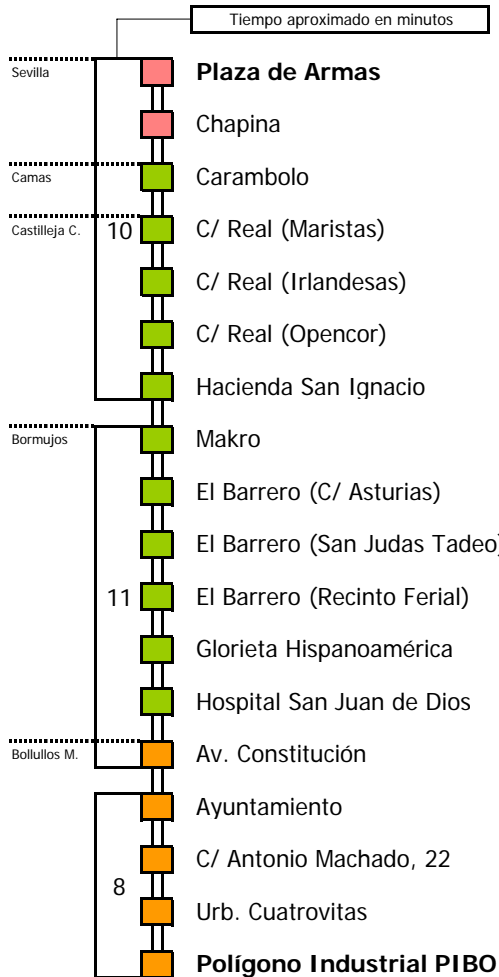 Tiempo aproximado en minutos
Sevilla
Plaza de Armas
Chapina
Camas
Carambolo
Castilleja C.
10
C/ Real (Maristas)
C/ Real (Irlandesas)
C/ Real (Opencor)
Hacienda San Ignacio
Bormujos
Makro
El Barrero (C/ Asturias)
El Barrero (San Judas Tadeo)
11
El Barrero (Recinto Ferial)
Glorieta Hispanoamérica
Hospital San Juan de Dios
Bollullos M.
Av. Constitución
Ayuntamiento
C/ Antonio Machado, 22
8
Urb. Cuatrovitas
Polígono Industrial PIBO